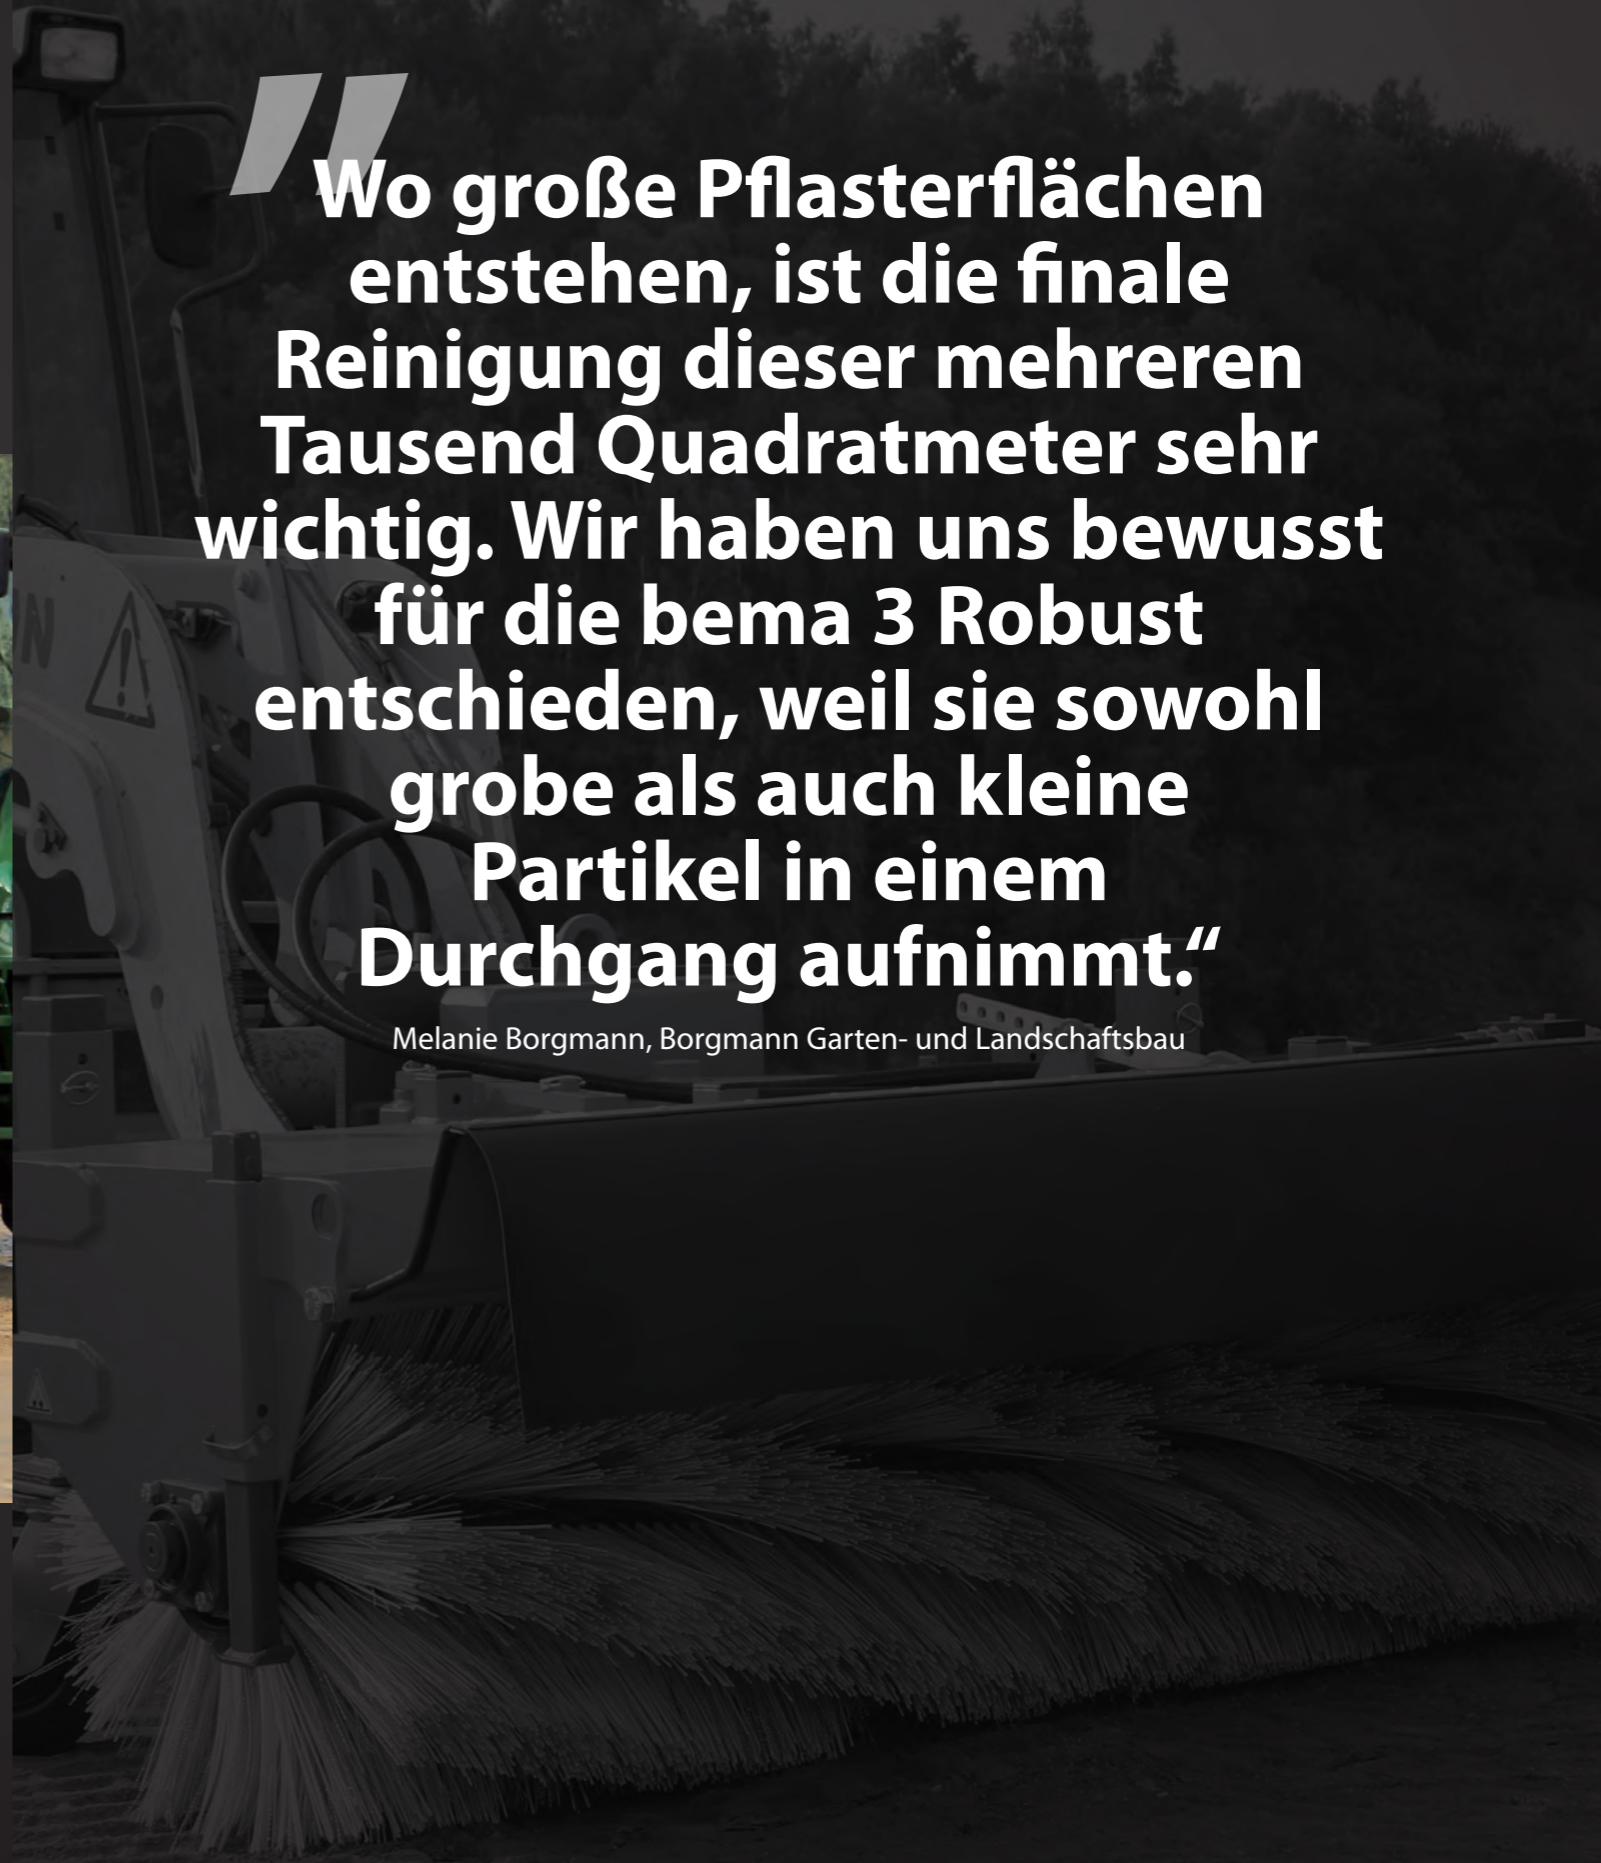 "Wo große Pflasterflächen
entstehen, ist die finale
Reinigung dieser mehreren
Tausend Quadratmeter sehr
wichtig. Wir haben uns bewusst
für die bema 3 Robust
entschieden, weil sie sowohl
grobe als auch kleine
Partikel in einem
Durchgang aufnimmt.“
Melanie Borgmann, Borgmann Garten- und Landschaftsbau